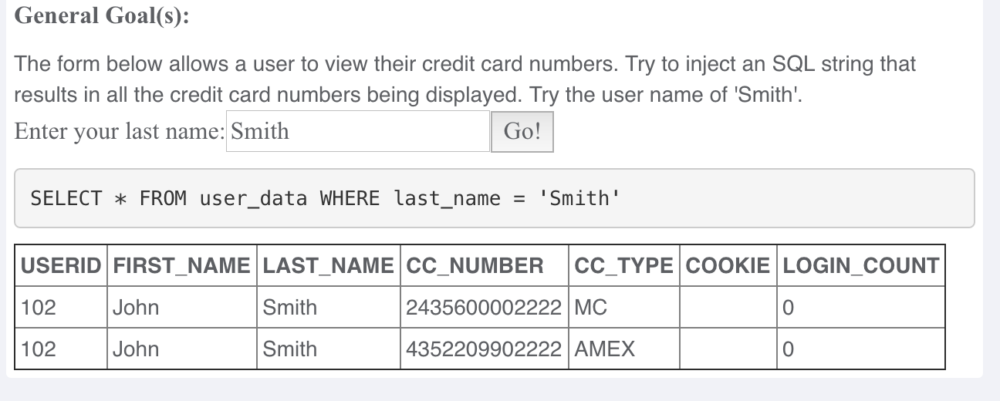 General Goal(s):
The form below allows a user to view their credit card numbers. Try to inject an SQL string that
results in all the credit card numbers being displayed. Try the user name of 'Smith'.
Enter your last name: Smith Go!
SELECT * FROM user_data WHERE last_name = 'Smith'
USERID FIRST_NAME LAST_NAME CC_NUMBER CC_TYPE COOKIE LOGIN_COUNT
102 John Smith 2435600002222 MC 0
102 John Smith 4352209902222 AMEX 0